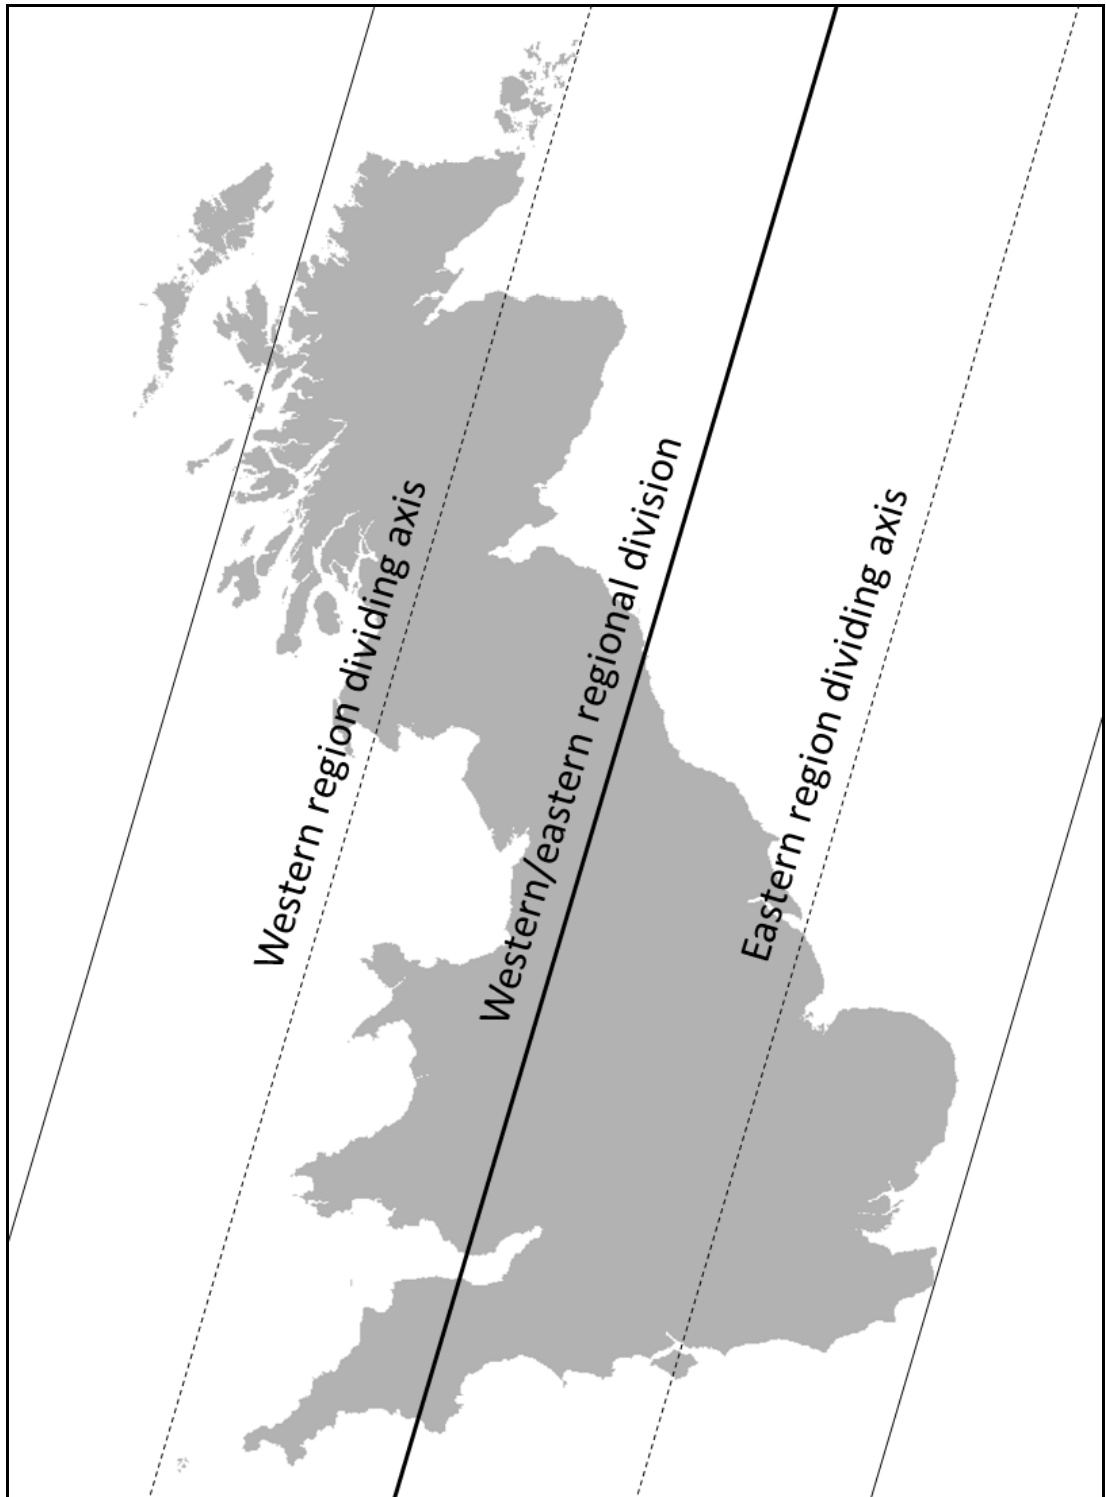 Western region dividing axis
Western/eastern regional division
Eastern region dividing axis